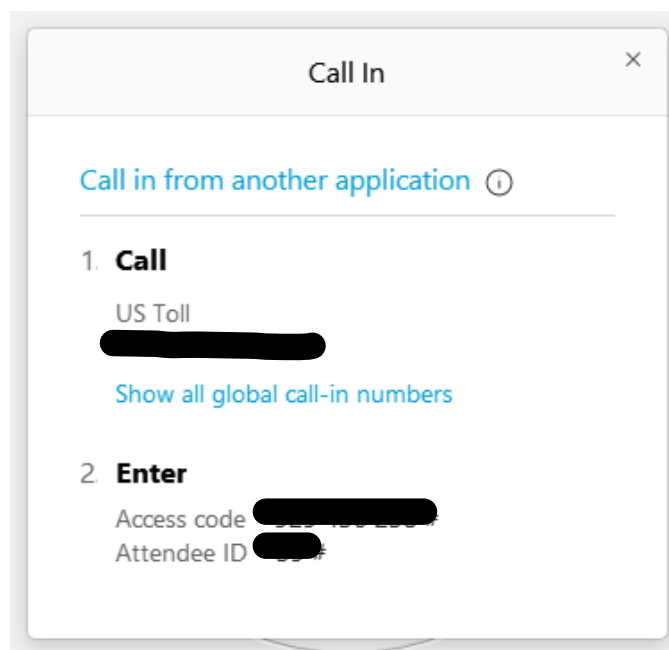 Call In
Call in from another application
1. Call
US Toll
Show all global call-in numbers
2. Enter
Access code #
Attendee ID #